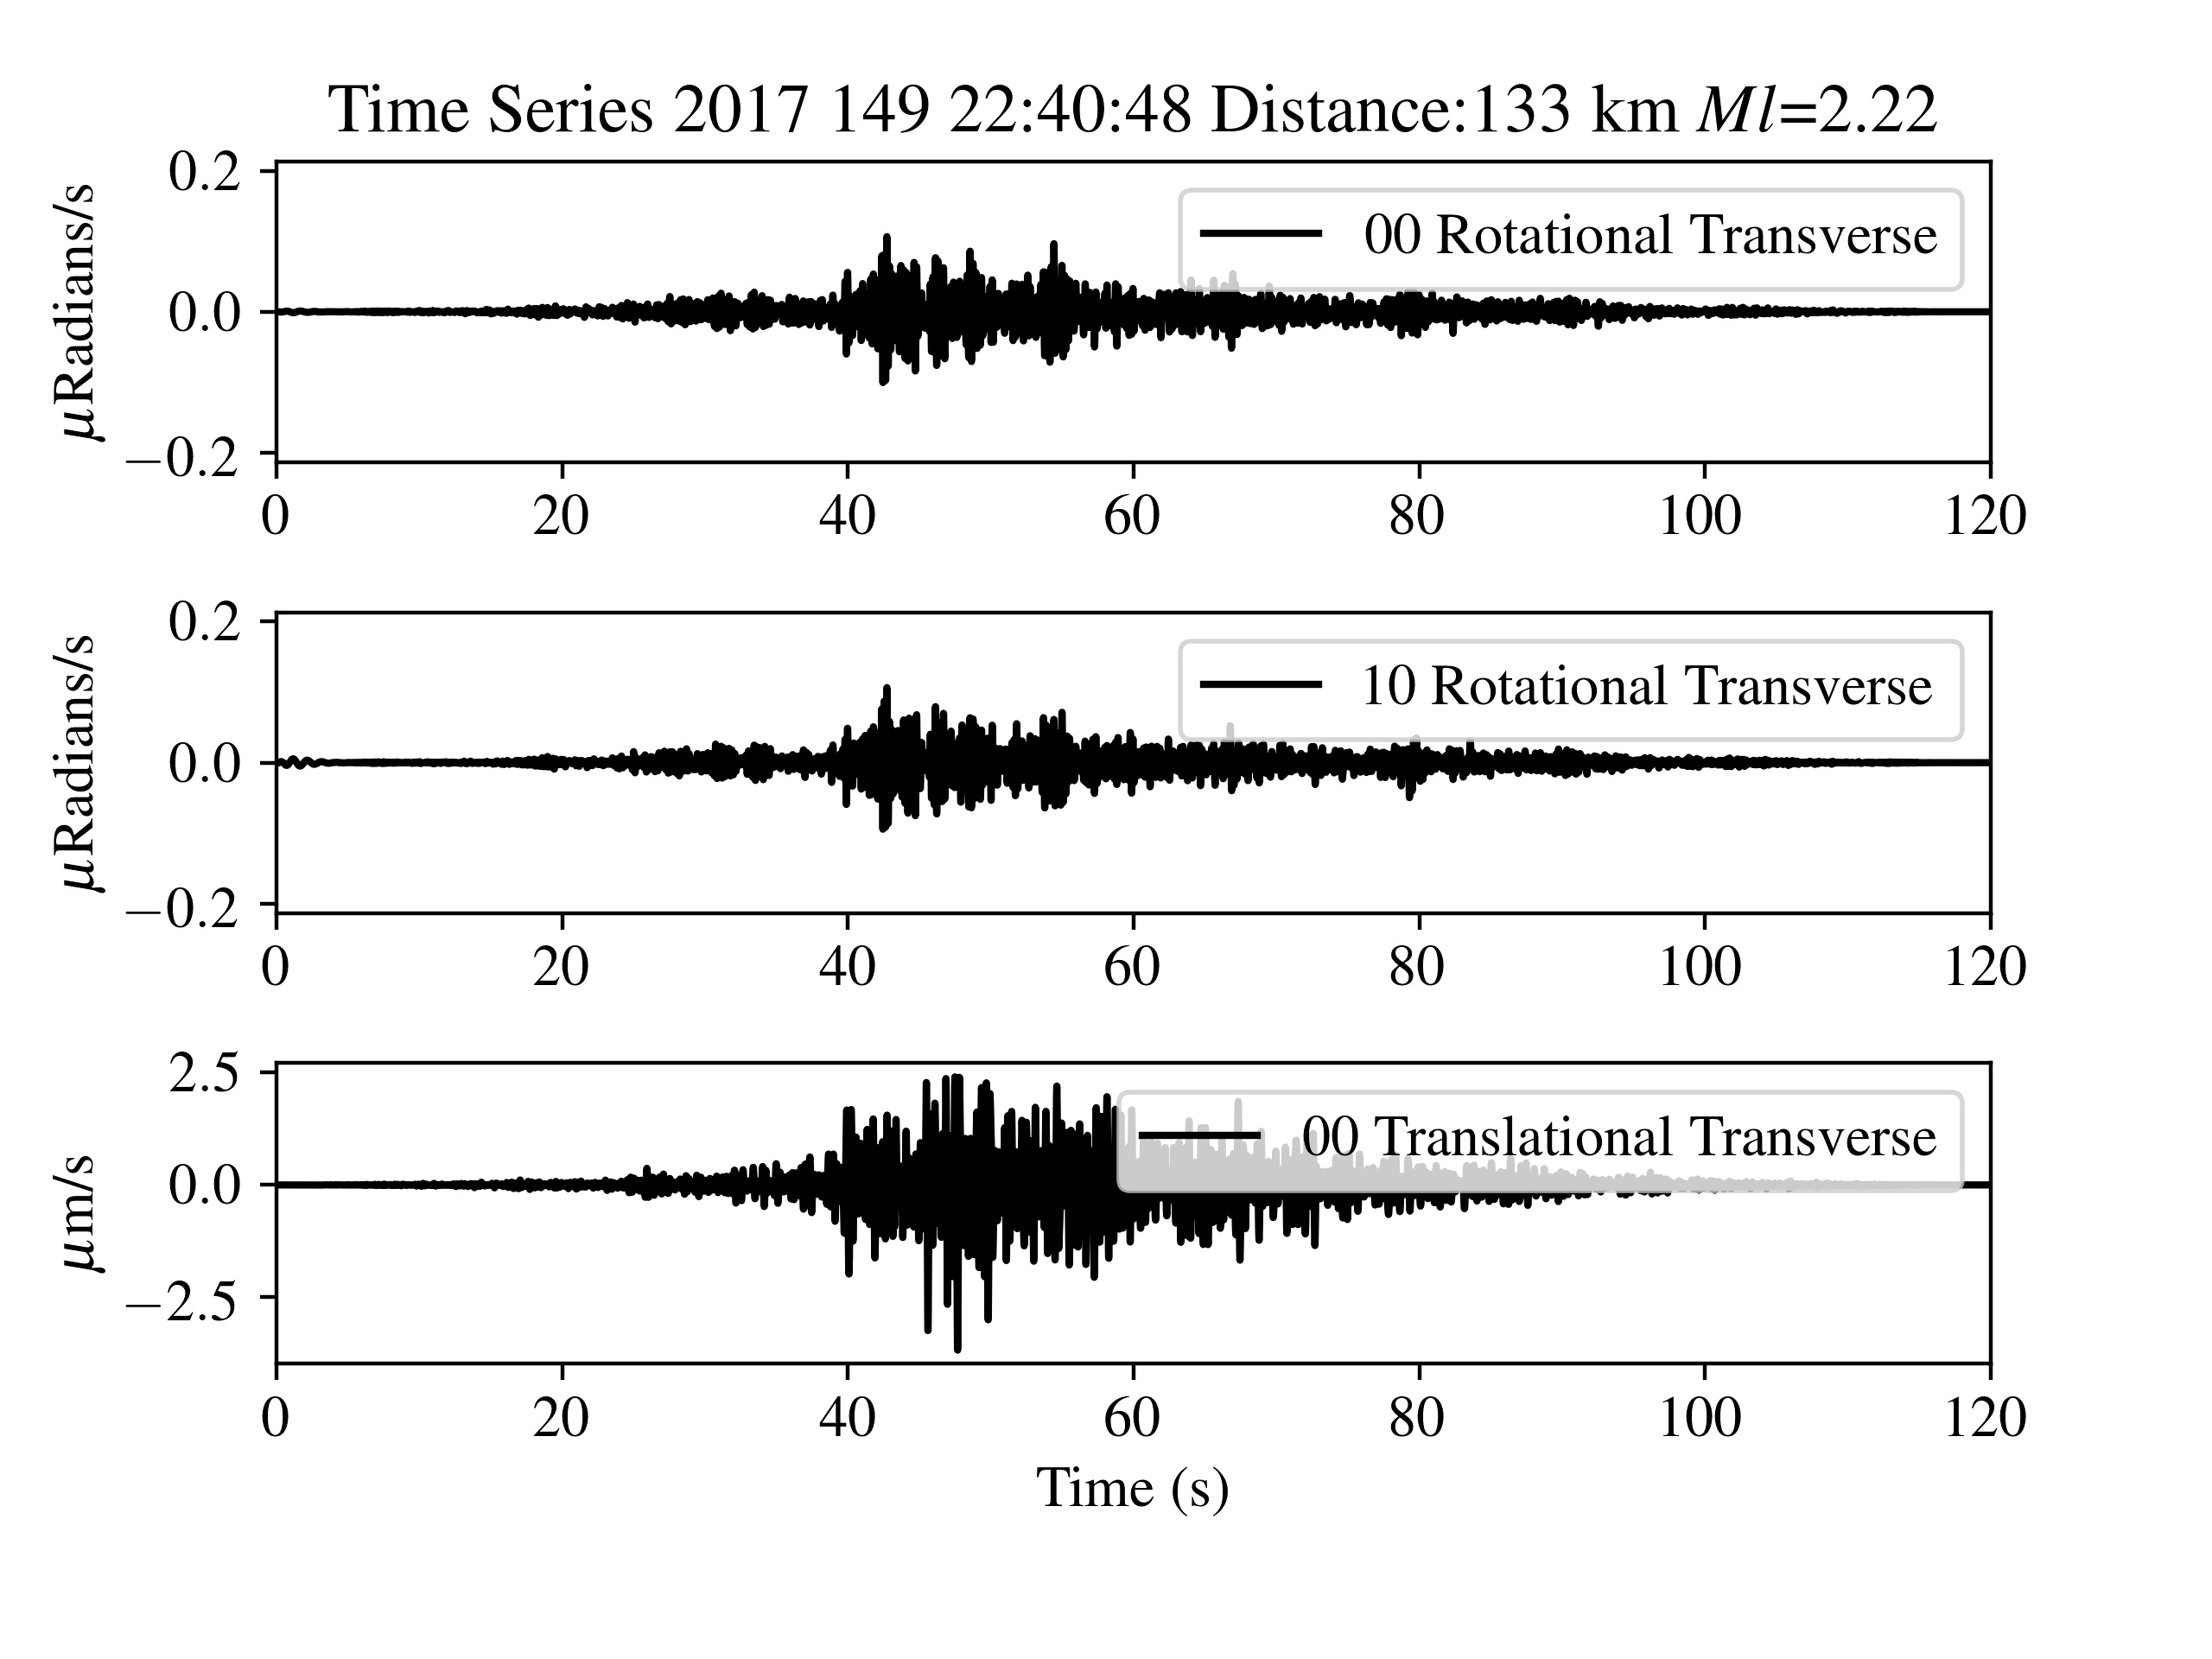 Time Series 2017 149 22:40:48 Distance:133 km Ml=2.22
0.2
00 Rotational Transverse
0.0
−0.2
μRadians/s
0 20 40 60 80 100 120
0.2
10 Rotational Transverse
0.0
−0.2
μRadians/s
0 20 40 60 80 100 120
2.5
00 Translational Transverse
0.0
−2.5
μm/s
0 20 40 60 80 100 120
Time (s)